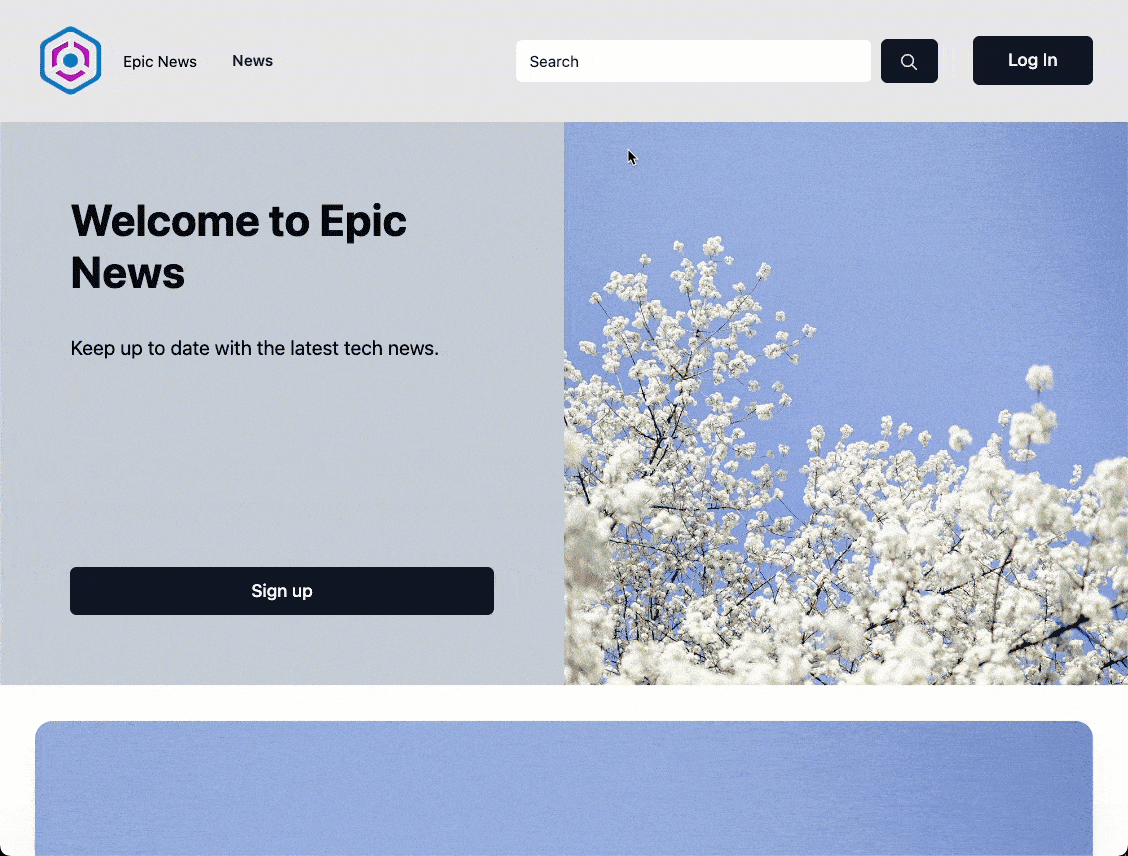 Epic News
News
Search
Log In
Welcome to Epic
News
Keep up to date with the latest tech news.
Sign up